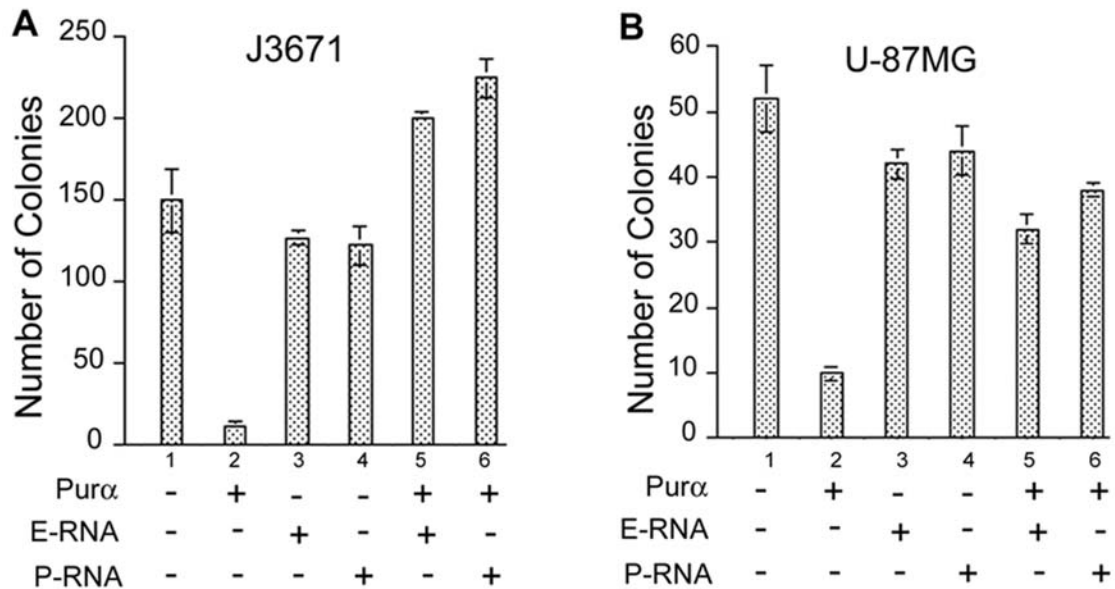 A
J3671
Number of Colonies
250
200
150
100
50
0
1 2 3 4 5 6
Purα - + - - + +
E-RNA - - + - + -
P-RNA - - - + - +
B
U-87MG
Number of Colonies
60
50
40
30
20
10
0
1 2 3 4 5 6
Purα - + - - + +
E-RNA - - + - + -
P-RNA - - - + - +